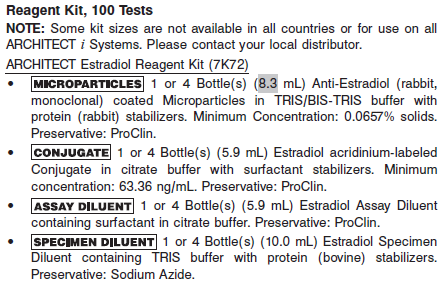 Reagent Kit, 100 Tests
NOTE: Some kit sizes are not available in all countries or for use on all
ARCHITECT i Systems. Please contact your local distributor.
ARCHITECT Estradiol Reagent Kit (7K72)
• MICROPARTICLES 1 or 4 Bottle(s) (8.3 mL) Anti-Estradiol (rabbit,
monoclonal) coated Microparticles in TRIS/BIS-TRIS buffer with
protein (rabbit) stabilizers. Minimum Concentration: 0.0657% solids.
Preservative: ProClin.
• CONJUGATE 1 or 4 Bottle(s) (5.9 mL) Estradiol acridinium-labeled
Conjugate in citrate buffer with surfactant stabilizers. Minimum
concentration: 63.36 ng/mL. Preservative: ProClin.
• ASSAY DILUENT 1 or 4 Bottle(s) (5.9 mL) Estradiol Assay Diluent
containing surfactant in citrate buffer. Preservative: ProClin.
• SPECIMEN DILUENT 1 or 4 Bottle(s) (10.0 mL) Estradiol Specimen
Diluent containing TRIS buffer with protein (bovine) stabilizers.
Preservative: Sodium Azide.